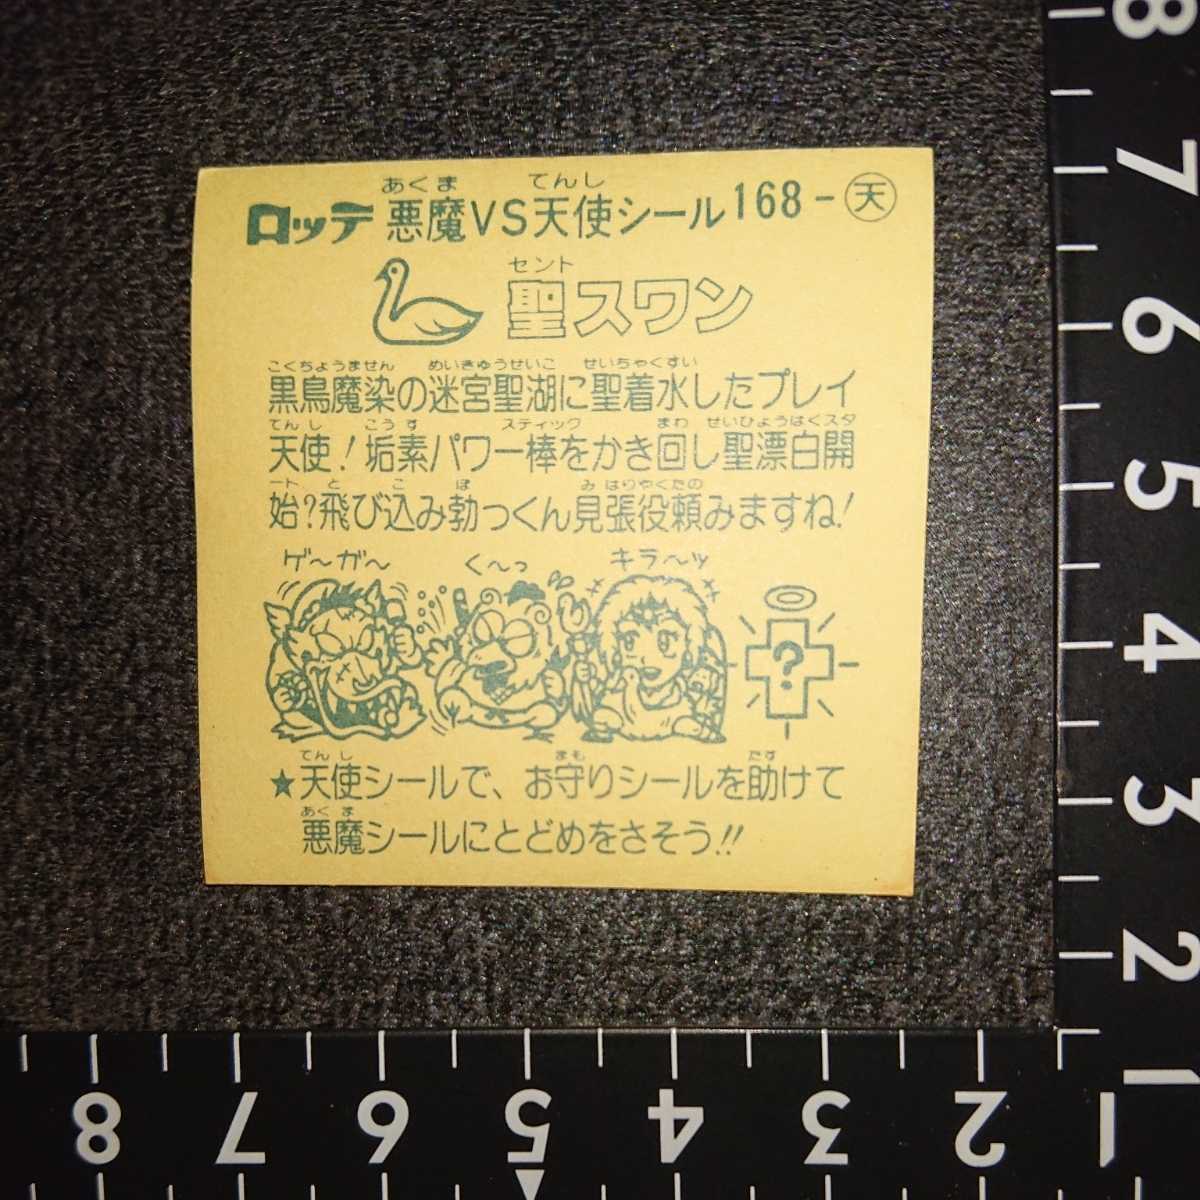 あくま てんし
ロッテ 悪魔VS天使シール 168-天
セント
聖スワン
こくちょうません めいきゅうせいこ せいちゃくすい
黒鳥魔染の迷宮聖湖に聖着水したプレイ
てんし こうす スティック まわ せいひょうはくスタ
天使!垢素パワー棒をかき回し聖漂白開
ート と こ ぼ み はりやくたの
始?飛び込み勃っくん見張役頼みますね!
ゲ〜ガ〜 く〜っ キラ〜ッ
?
てんし まも たす
★天使シールで、お守りシールを助けて
あくま
悪魔シールにとどめをさそう!!
8
7
6
5
4
3
2
1
8 7 6 5 4 3 2 1